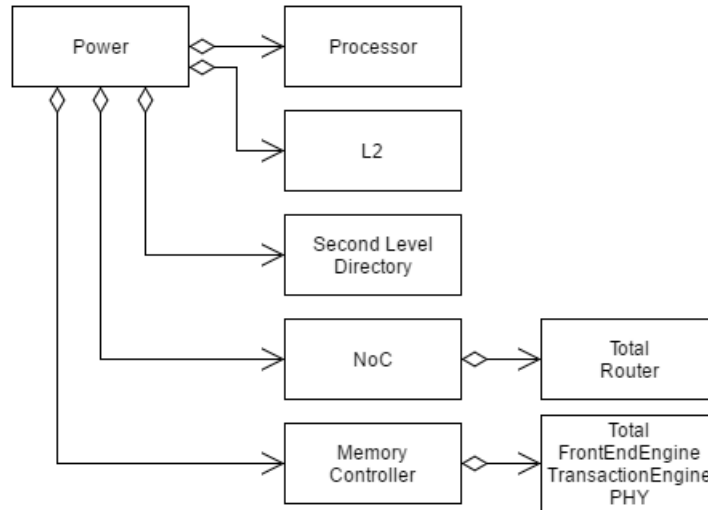 Power
Processor
L2
Second Level
Directory
NoC
Total
Router
Memory
Controller
Total
FrontEndEngine
TransactionEngine
PHY